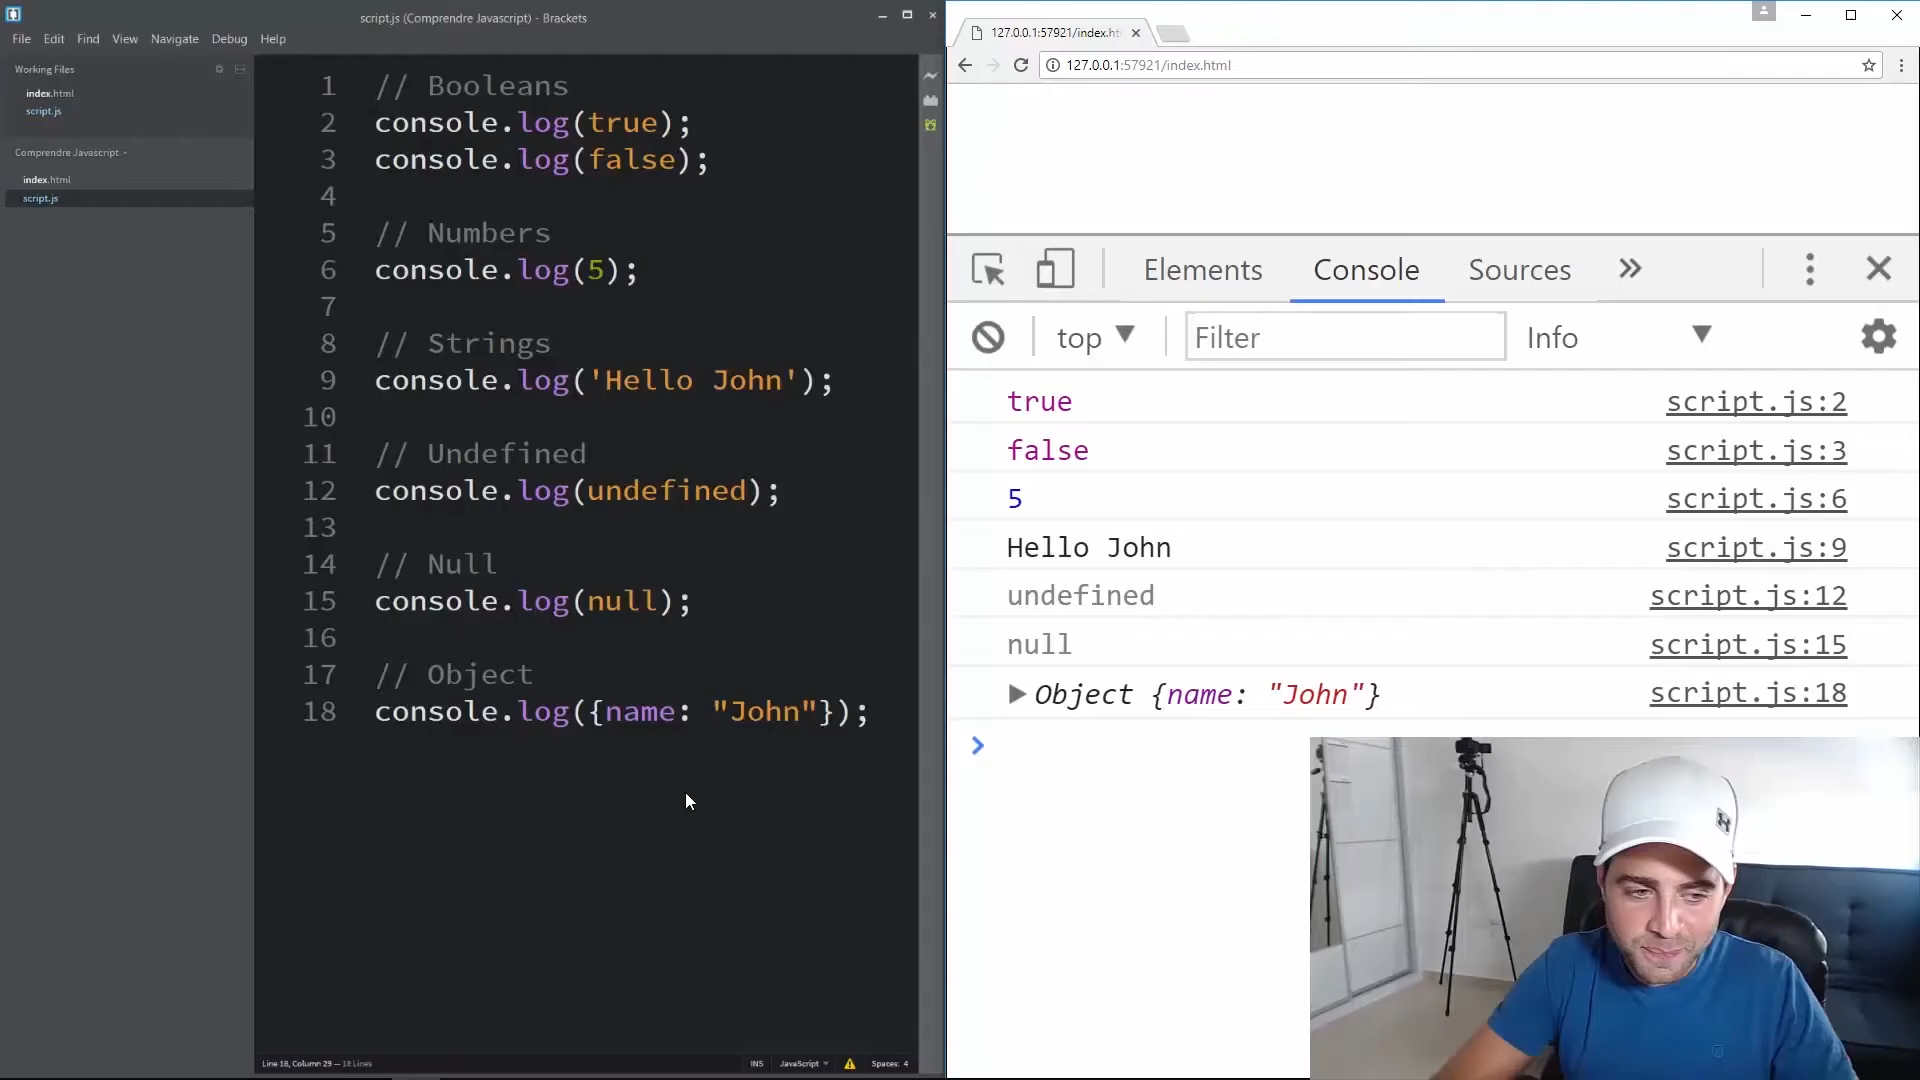 script.js (Comprendre Javascript) - Brackets
File Edit Find View Navigate Debug Help
Working Files
index.html
script.js
Comprendre Javascript
index.html
script.js
1 // Booleans
2 console.log(true);
3 console.log(false);
4
5 // Numbers
6 console.log(5);
7
8 // Strings
9 console.log('Hello John');
10
11 // Undefined
12 console.log(undefined);
13
14 // Null
15 console.log(null);
16
17 // Object
18 console.log({name: "John"});
Line 18, Column 29 — 18 Lines
INS JavaScript Spaces: 4
127.0.0.1:57921/index.ht
127.0.0.1:57921/index.html
Elements Console Sources
top Filter Info
true script.js:2
false script.js:3
5 script.js:6
Hello John script.js:9
undefined script.js:12
null script.js:15
Object {name: "John"} script.js:18